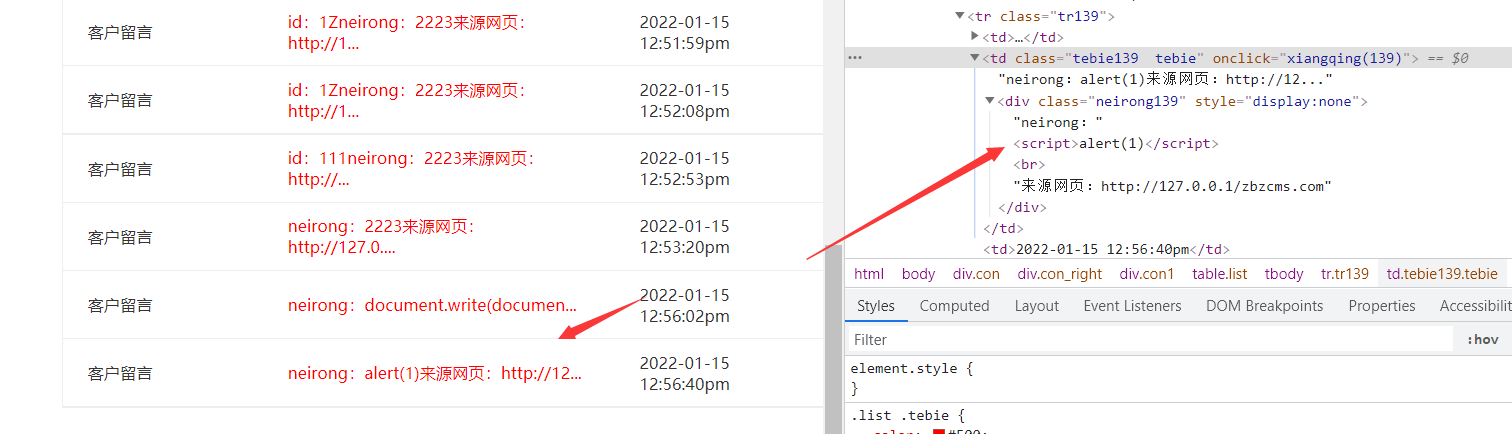 客户留言
id：1Zneirong：2223来源网页：
http://1...
2022-01-15
12:51:59pm
客户留言
id：1Zneirong：2223来源网页：
http://1...
2022-01-15
12:52:08pm
客户留言
id：111neirong：2223来源网页：
http://...
2022-01-15
12:52:53pm
客户留言
neirong：2223来源网页：
http://127.0....
2022-01-15
12:53:20pm
客户留言
neirong：document.write(documen...
2022-01-15
12:56:02pm
客户留言
neirong：alert(1)来源网页：http://12...
2022-01-15
12:56:40pm
▼<tr class="tr139">
▶<td>…</td>
••• ▼<td class="tebie139  tebie" onclick="xiangqing(139)"> == $0
"neirong：alert(1)来源网页：http://12..."
▼<div class="neirong139" style="display:none">
"neirong："
<script>alert(1)</script>
<br>
"来源网页：http://127.0.0.1/zbzcms.com"
</div>
</td>
<td>2022-01-15 12:56:40pm</td>
html body div.con div.con_right div.con1 table.list tbody tr.tr139 td.tebie139.tebie
Styles Computed Layout Event Listeners DOM Breakpoints Properties Accessibili
Filter :hov
element.style {
}
.list .tebie {
color: #f00;